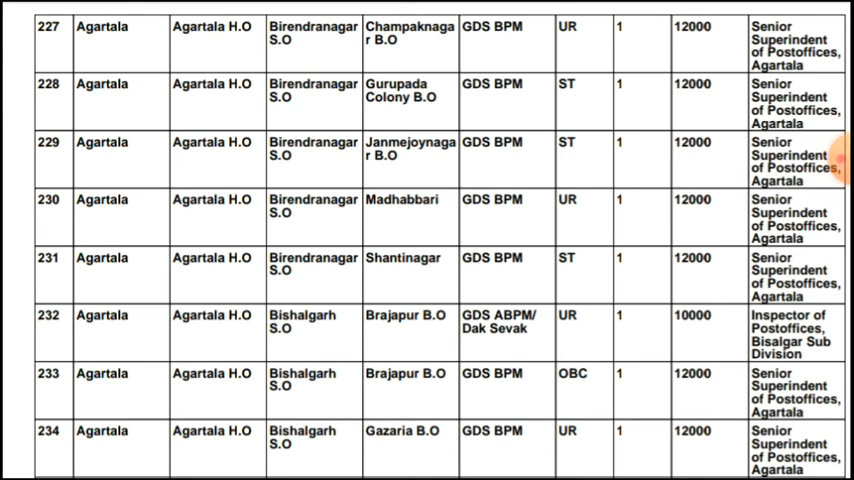 227 Agartala Agartala H.O Birendranagar Champaknaga GDS BPM UR 1 12000 Senior
S.O r B.O Superindent
of Postoffices,
Agartala
228 Agartala Agartala H.O Birendranagar Gurupada GDS BPM ST 1 12000 Senior
S.O Colony B.O Superindent
of Postoffices,
Agartala
229 Agartala Agartala H.O Birendranagar Janmejoynaga GDS BPM ST 1 12000 Senior
S.O r B.O Superindent
of Postoffices,
Agartala
230 Agartala Agartala H.O Birendranagar Madhabbari GDS BPM UR 1 12000 Senior
S.O Superindent
of Postoffices,
Agartala
231 Agartala Agartala H.O Birendranagar Shantinagar GDS BPM ST 1 12000 Senior
S.O Superindent
of Postoffices,
Agartala
232 Agartala Agartala H.O Bishalgarh Brajapur B.O GDS ABPM/ UR 1 10000 Inspector of
S.O Dak Sevak Postoffices,
Bisalgar Sub
Division
233 Agartala Agartala H.O Bishalgarh Brajapur B.O GDS BPM OBC 1 12000 Senior
S.O Superindent
of Postoffices,
Agartala
234 Agartala Agartala H.O Bishalgarh Gazaria B.O GDS BPM UR 1 12000 Senior
S.O Superindent
of Postoffices,
Agartala